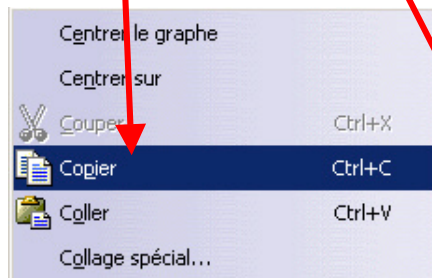 Centrer le graphe
Centrer sur
Couper Ctrl+X
Copier Ctrl+C
Coller Ctrl+V
Collage spécial...